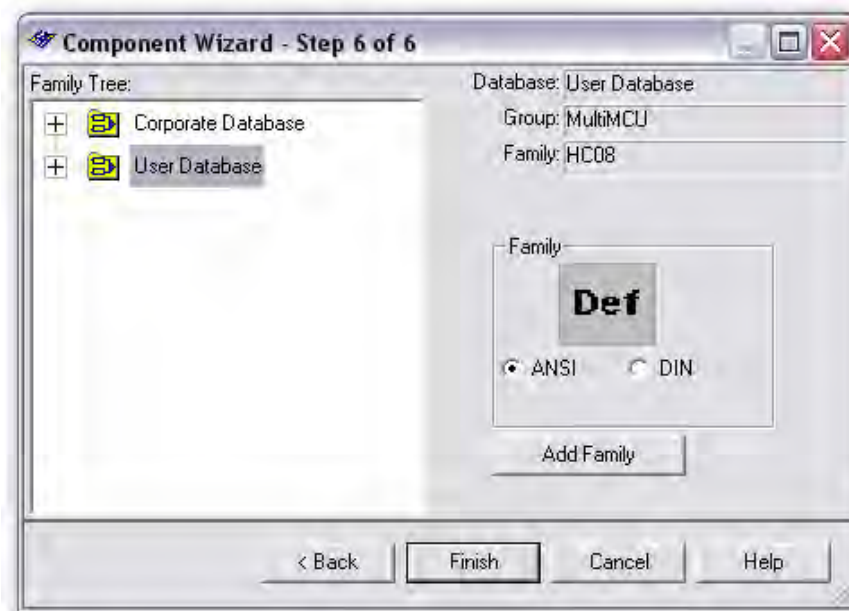 Component Wizard - Step 6 of 6
Family Tree:
Corporate Database
User Database
Database: User Database
Group: MultiMCU
Family: HC08
Family
Def
ANSI DIN
Add Family
< Back Finish Cancel Help